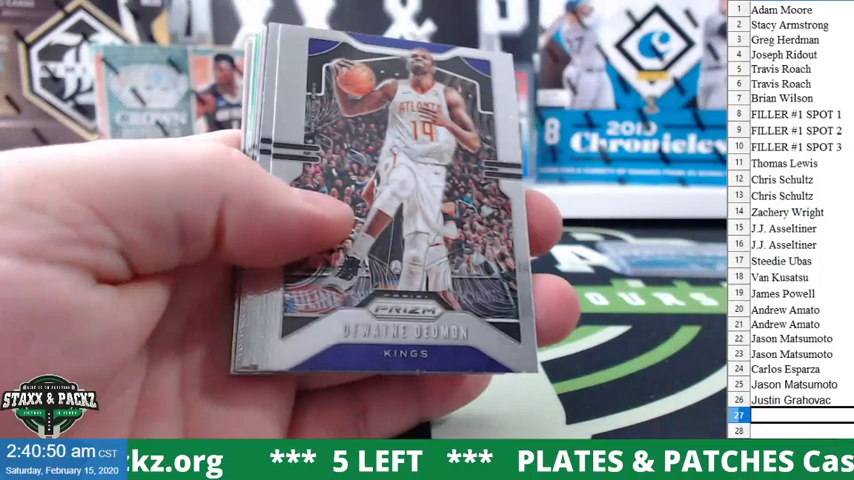 1 Adam Moore
2 Stacy Armstrong
3 Greg Herdman
4 Joseph Ridout
5 Travis Roach
6 Travis Roach
7 Brian Wilson
8 FILLER #1 SPOT 1
9 FILLER #1 SPOT 2
10 FILLER #1 SPOT 3
11 Thomas Lewis
12 Chris Schultz
13 Chris Schultz
14 Zachery Wright
15 J.J. Asseltiner
16 J.J. Asseltiner
17 Steedie Ubas
18 Van Kusatsu
19 James Powell
20 Andrew Amato
21 Andrew Amato
22 Jason Matsumoto
23 Jason Matsumoto
24 Carlos Esparza
25 Jason Matsumoto
26 Justin Grahovac
27
28
CROWN
8
Chronicles
ATLANTA
14
PANINI
PRIZM
DEWAYNE DEDMON
KINGS
OURS
STAXX & PACKZ
2:40:50 am CST
Saturday, February 15, 2020
kz.org *** 5 LEFT *** PLATES & PATCHES Cas